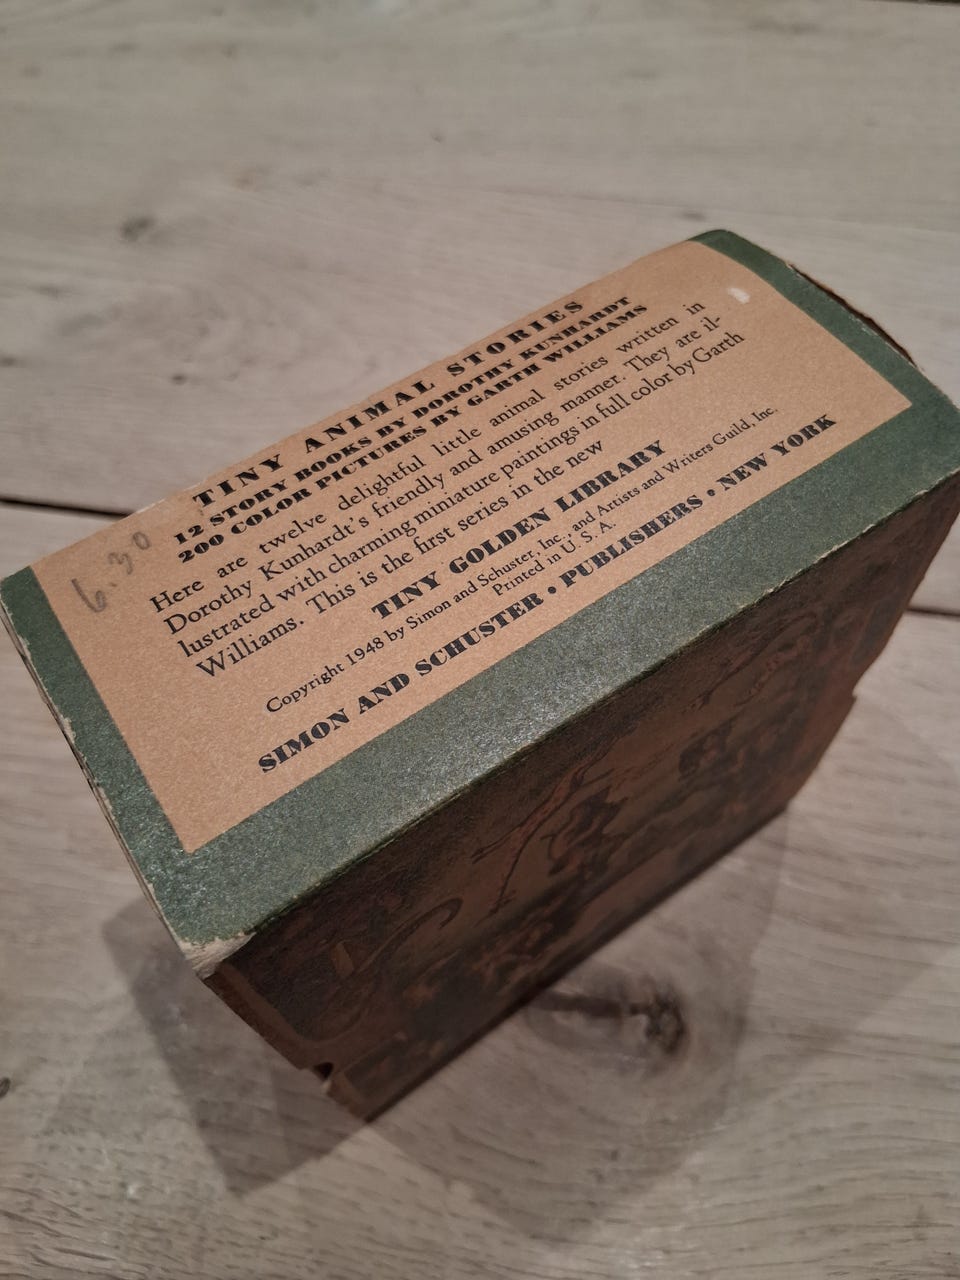 TINY ANIMAL STORIES
12 STORY BOOKS BY DOROTHY KUNHARDT
200 COLOR PICTURES BY GARTH WILLIAMS
Here are twelve delightful little animal stories written in
Dorothy Kunhardt's friendly and amusing manner. They are il-
lustrated with charming miniature paintings in full color by Garth
Williams. This is the first series in the new
TINY GOLDEN LIBRARY
Copyright 1948 by Simon and Schuster, Inc., and Artists and Writers Guild, Inc.
Printed in U. S. A.
SIMON AND SCHUSTER • PUBLISHERS • NEW YORK
6.30